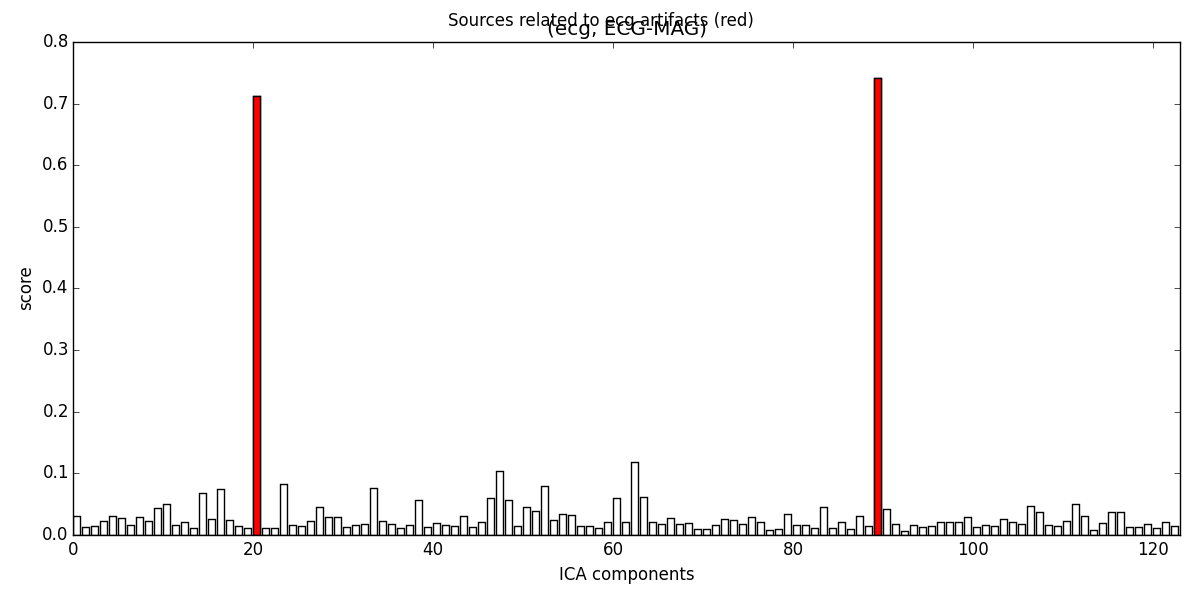 Sources related to ecg artifacts (red)
(ecg, ECG-MAG)
0.8
0.7
0.6
0.5
0.4
0.3
0.2
0.1
0.0
score
0 20 40 60 80 100 120
ICA components